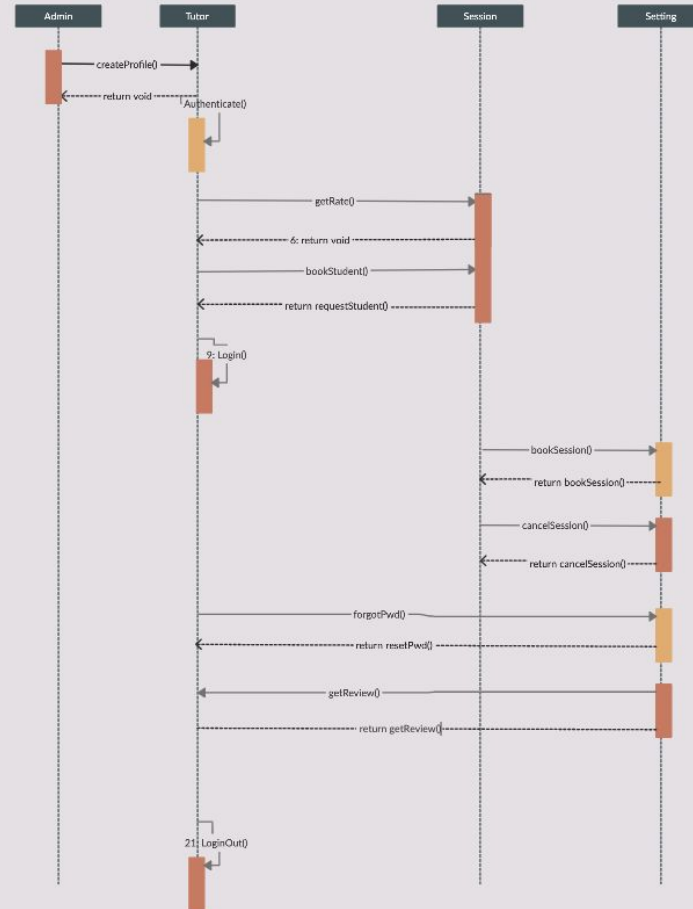 Admin
Tutor
Session
Setting
createProfile()
return void
Authenticate()
getRate()
6: return void
bookStudent()
return requestStudent()
9: Login()
bookSession()
return bookSession()
cancelSession()
return cancelSession()
forgotPwd()
return resetPwd()
getReview()
return getReview()
21: LoginOut()